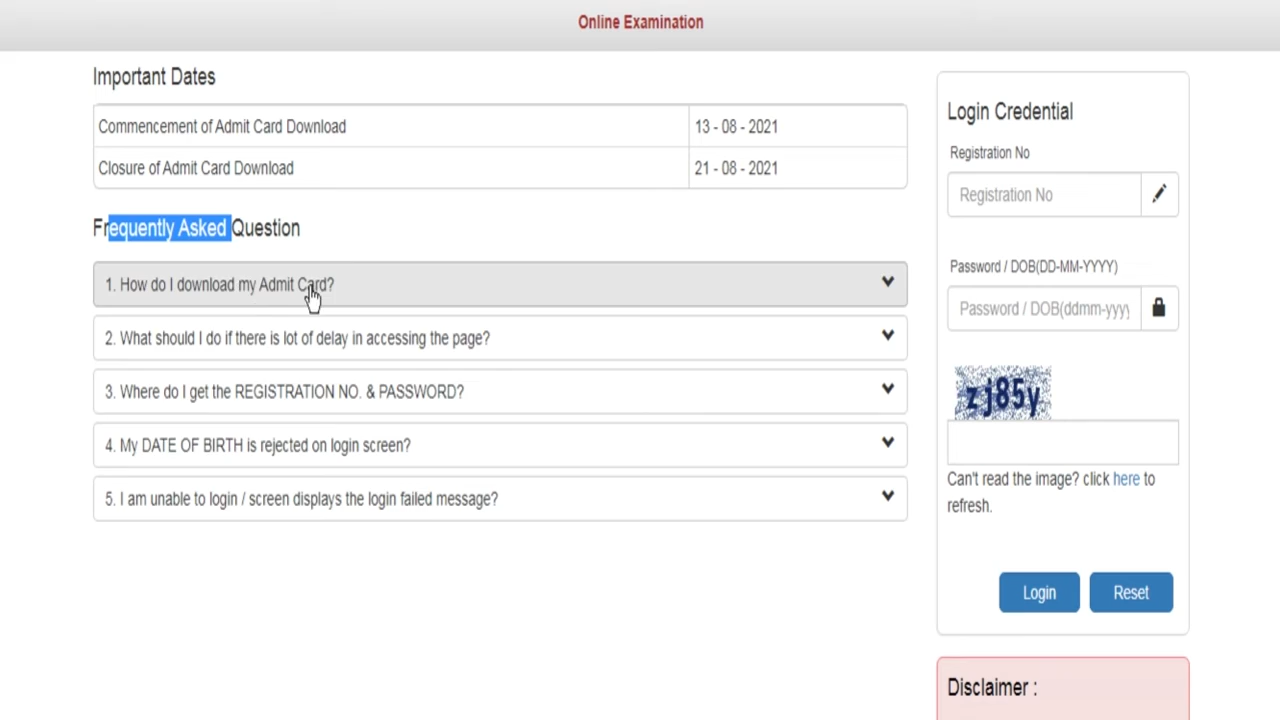 Online Examination
Important Dates
Commencement of Admit Card Download 13 - 08 - 2021
Closure of Admit Card Download 21 - 08 - 2021
Frequently Asked Question
1. How do I download my Admit Card?
2. What should I do if there is lot of delay in accessing the page?
3. Where do I get the REGISTRATION NO. & PASSWORD?
4. My DATE OF BIRTH is rejected on login screen?
5. I am unable to login / screen displays the login failed message?
Login Credential
Registration No
Registration No
Password / DOB(DD-MM-YYYY)
Password / DOB(ddmm-yyyy
zj85y
Can't read the image? click here to
refresh.
Login Reset
Disclaimer :